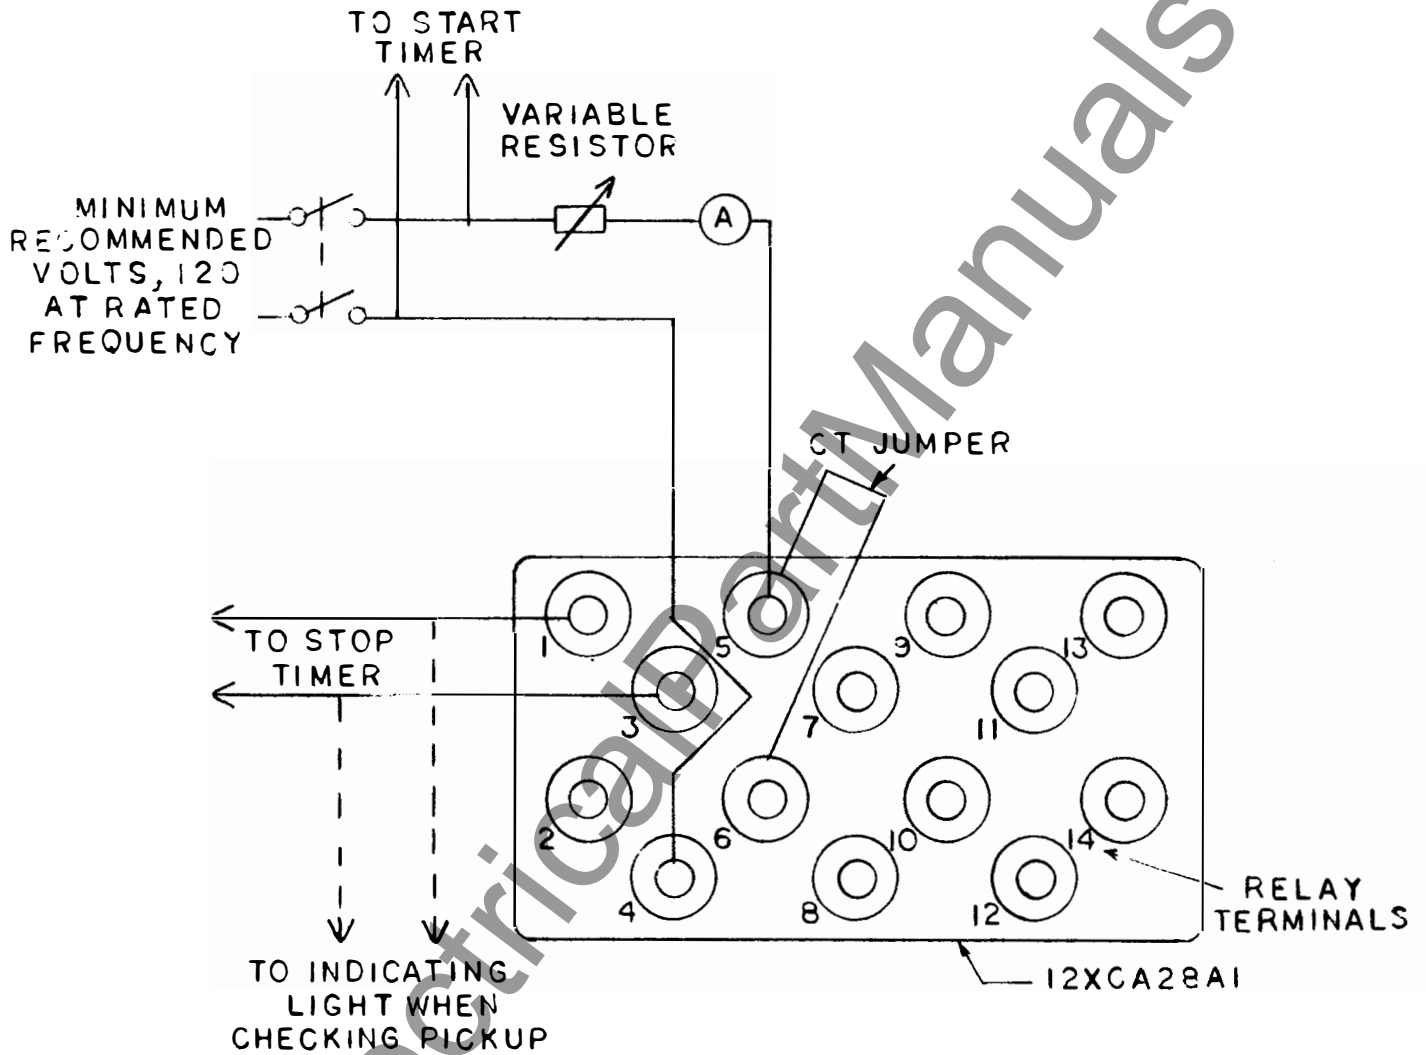 TO START
TIMER
VARIABLE
RESISTOR
MINIMUM
RECOMMENDED
VOLTS, 120
AT RATED
FREQUENCY
A
CT JUMPER
TO STOP
TIMER
1
5
9
13
3
7
11
2
6
10
14
4
8
12
RELAY
TERMINALS
12XCA28A1
TO INDICATING
LIGHT WHEN
CHECKING PICKUP
ctricalPartManuals